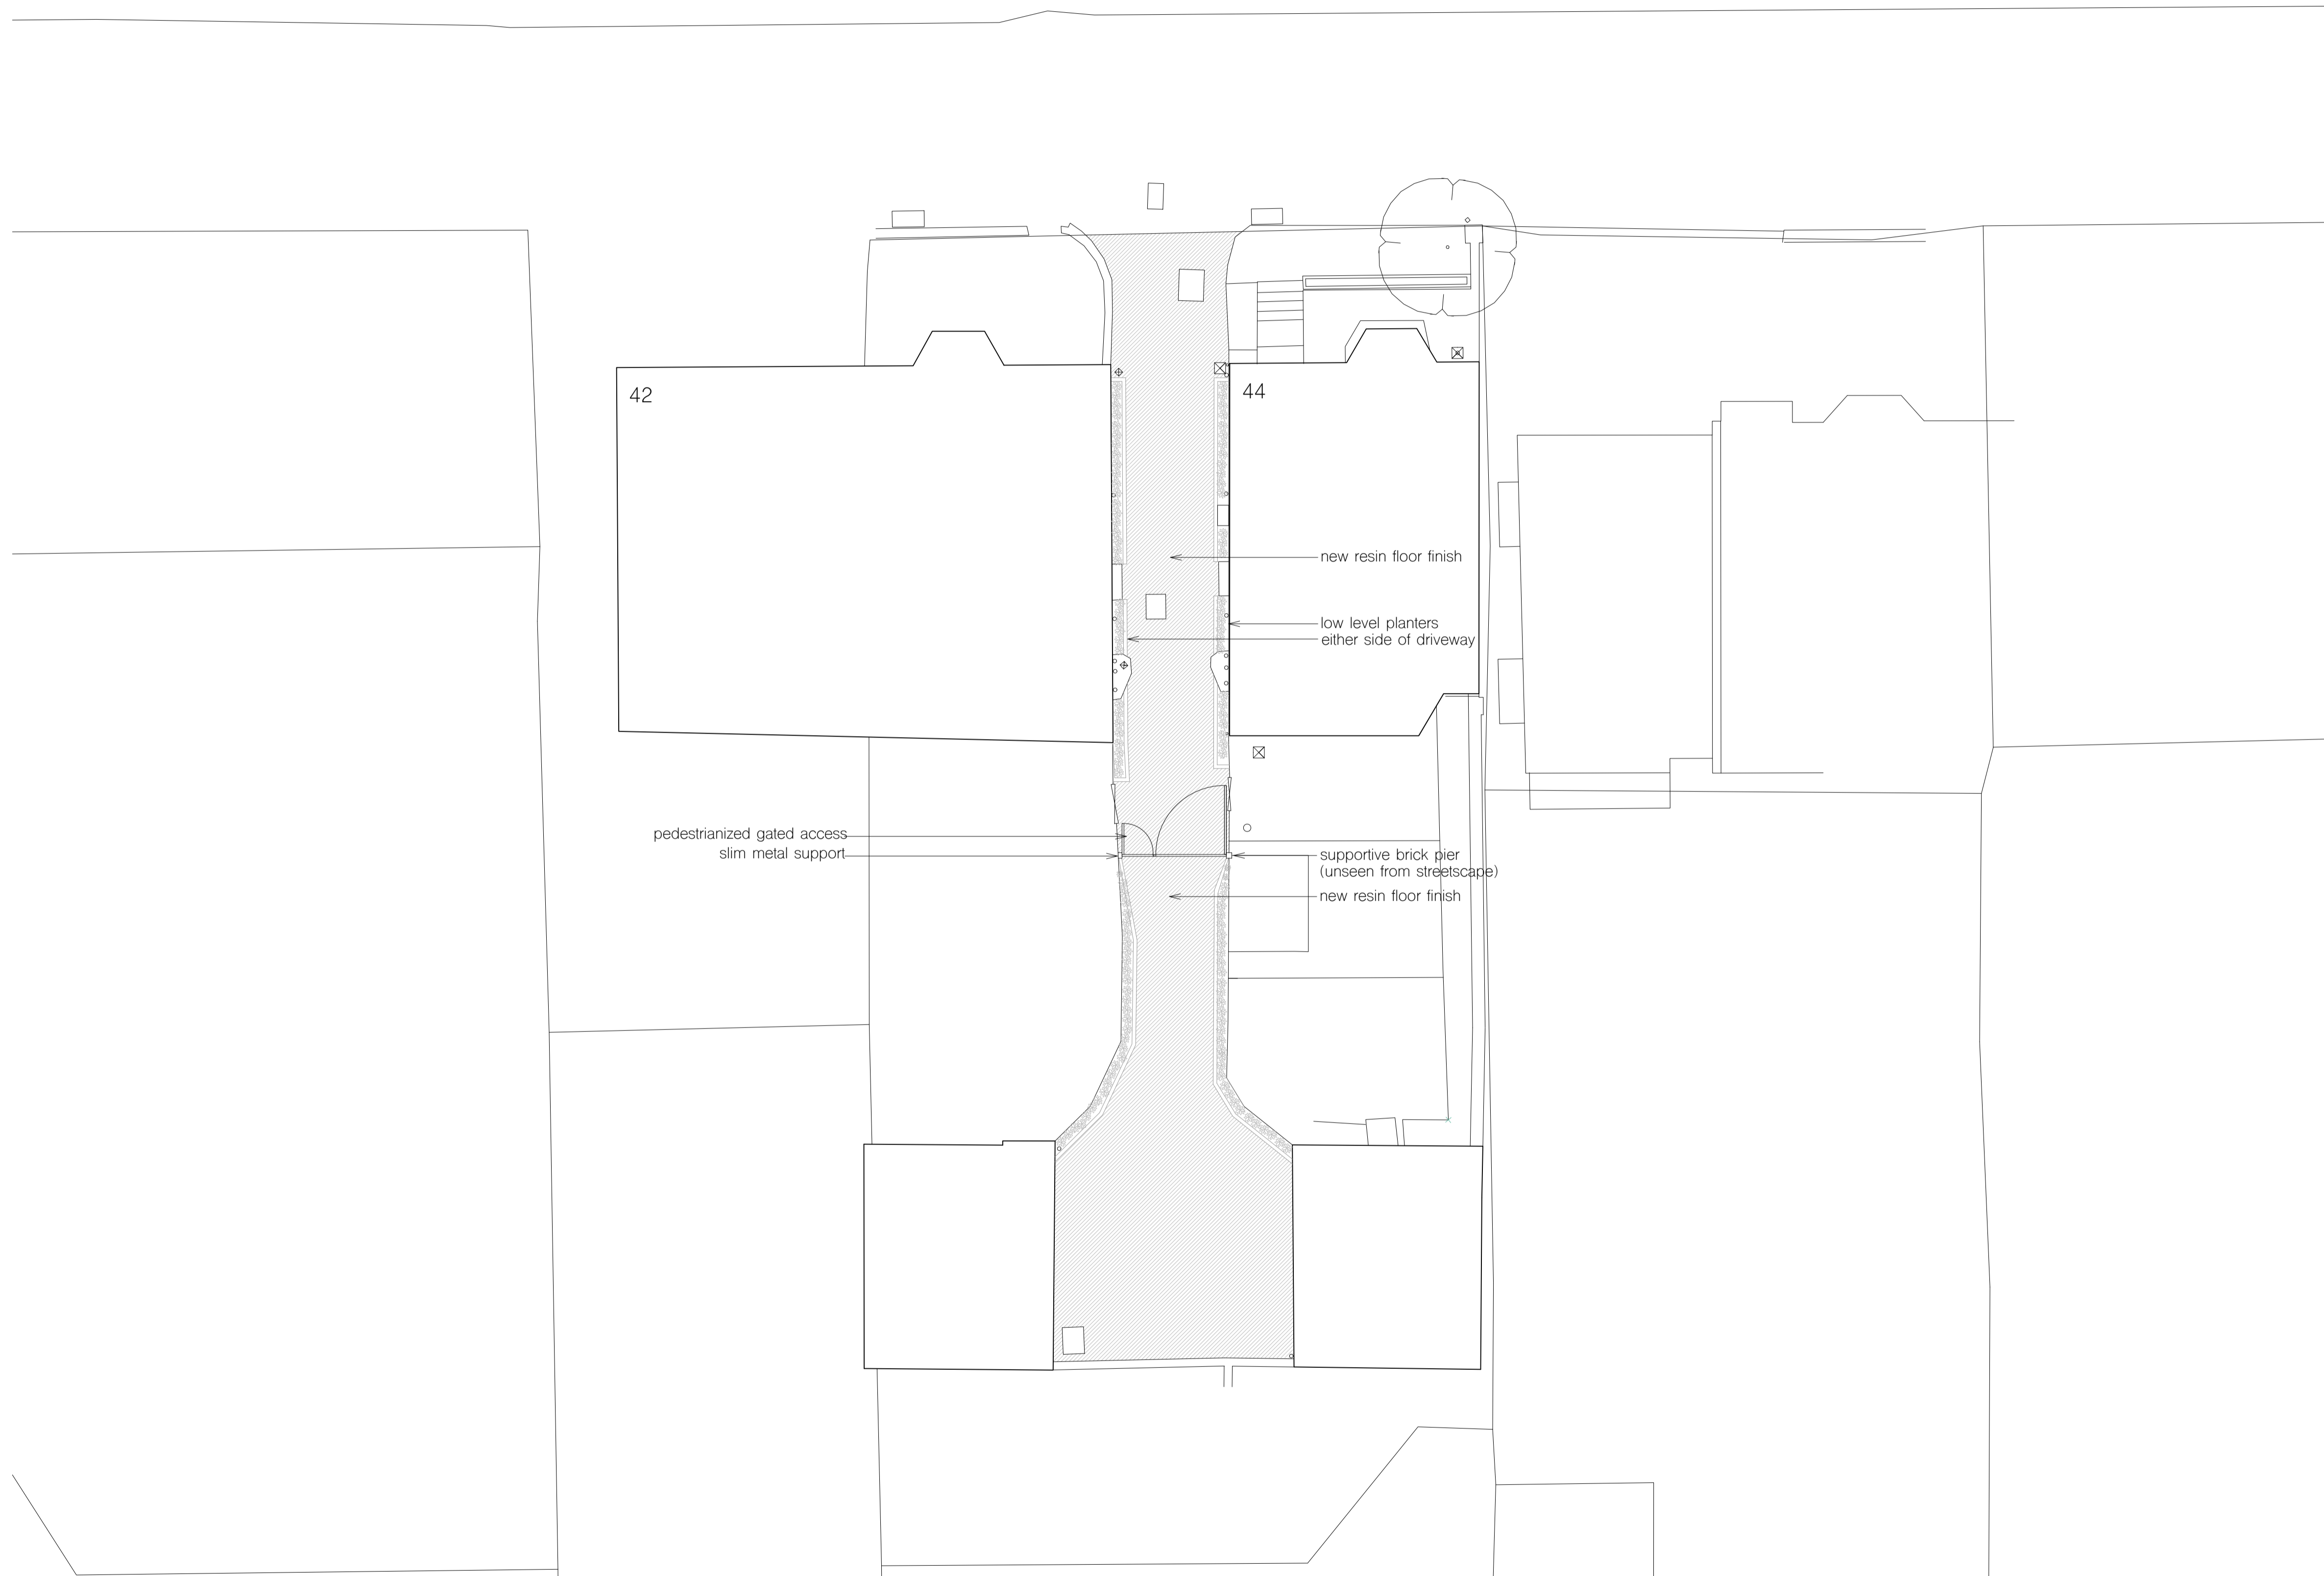 42
44
new resin floor finish
low level planters
either side of driveway
pedestrianized gated access
slim metal support
supportive brick pier
(unseen from streetscape)
new resin floor finish